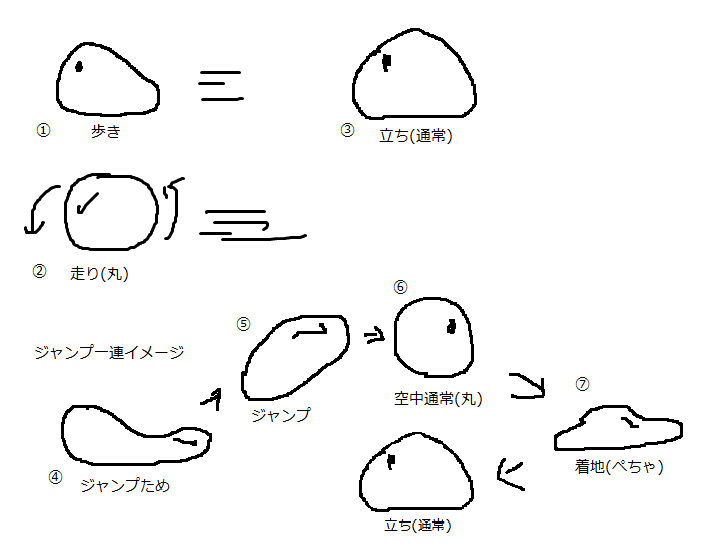 ① 歩き
③ 立ち(通常)
② 走り(丸)
ジャンプ一連イメージ
④ ジャンプため
⑤ ジャンプ
⑥ 空中通常(丸)
⑦ 着地(ぺちゃ)
立ち(通常)